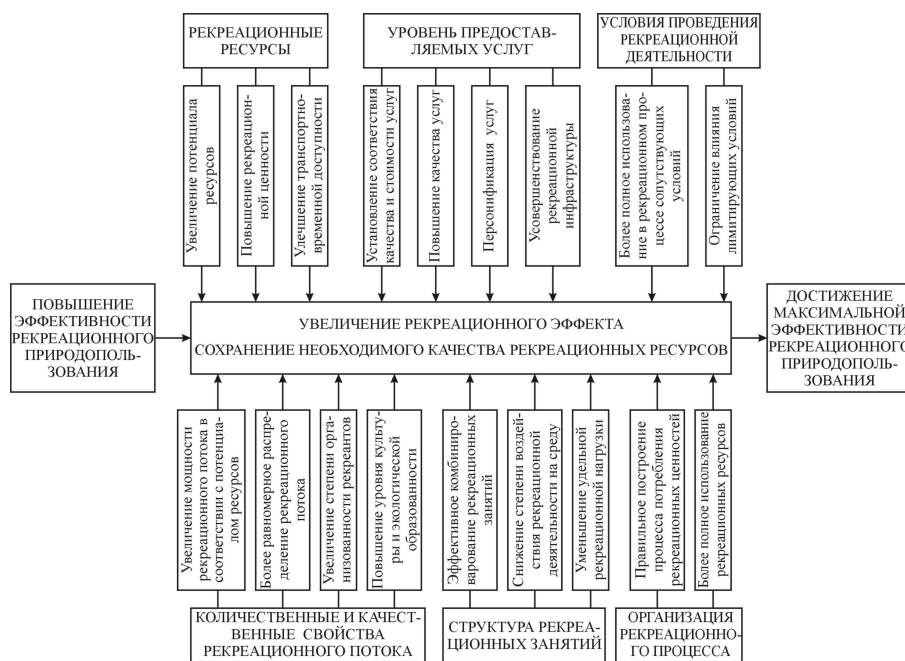 РЕКРЕАЦИОННЫЕ
РЕСУРСЫ
УРОВЕНЬ ПРЕДОСТАВ-
ЛЯЕМЫХ УСЛУГ
УСЛОВИЯ ПРОВЕДЕНИЯ
РЕКРЕАЦИОННОЙ
ДЕЯТЕЛЬНОСТИ
Увеличение потенциала
ресурсов
Повышение рекреацион-
ной ценности
Улучшение транспортно-
временной доступности
Установление соответствия
качества и стоимости услуг
Повышение качества услуг
Персонификация услуг
Усовершенствование
рекреационной
инфраструктуры
Более полное использова-
ние в рекреационном про-
цессе сопутствующих
условий
Ограничение влияния
лимитирующих условий
ПОВЫШЕНИЕ
ЭФФЕКТИВНОСТИ
РЕКРЕАЦИОННОГО
ПРИРОДОПОЛЬ-
ЗОВАНИЯ
УВЕЛИЧЕНИЕ РЕКРЕАЦИОННОГО ЭФФЕКТА
СОХРАНЕНИЕ НЕОБХОДИМОГО КАЧЕСТВА РЕКРЕАЦИОННЫХ РЕСУРСОВ
ДОСТИЖЕНИЕ
МАКСИМАЛЬНОЙ
ЭФФЕКТИВНОСТИ
РЕКРЕАЦИОННОГО
ПРИРОДОПОЛЬ-
ЗОВАНИЯ
Увеличение мощности
рекреационного потока в
соответствии с потенциа-
лом ресурсов
Более равномерное распре-
деление рекреационного
потока
Увеличение степени орга-
низованности рекреантов
Повышение уровня культу-
ры и экологической
образованности
Эффективное комбиниро-
варование рекреационных
занятий
Снижение степени воздей-
ствия рекреационной
деятельности на среду
Уменьшение удельной
рекреационной нагрузки
Правильное построение
процесса потребления
рекреационных ценностей
Более полное использование
рекреационных ресурсов
КОЛИЧЕСТВЕННЫЕ И КАЧЕСТ-
ВЕННЫЕ СВОЙСТВА
РЕКРЕАЦИОННОГО ПОТОКА
СТРУКТУРА РЕКРЕА-
ЦИОННЫХ ЗАНЯТИЙ
ОРГАНИЗАЦИЯ
РЕКРЕАЦИОННО-
ГО ПРОЦЕССА